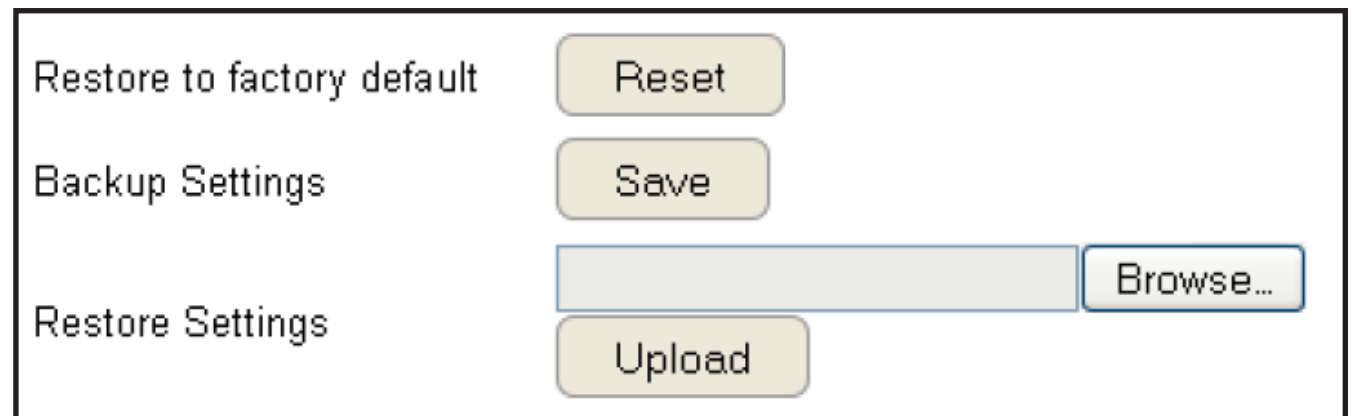 Restore to factory default Reset
Backup Settings Save
Browse...
Restore Settings
Upload